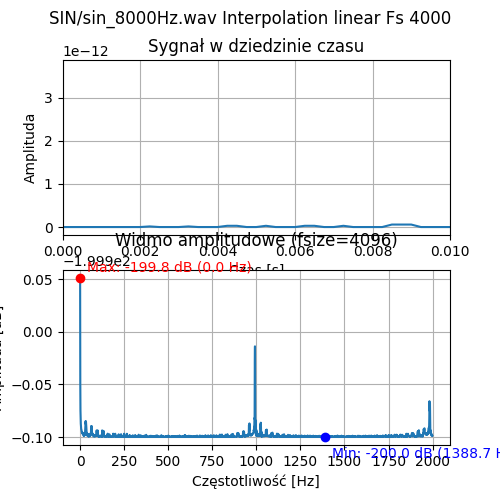 SIN/sin_8000Hz.wav Interpolation linear Fs 4000
Sygnał w dziedzinie czasu
1e−12
3
2
1
0
Amplituda
0.000 0.002 0.004 0.006 0.008 0.010
Widmo amplitudowe (fsize=4096)
−1.999e2
Max: -199.8 dB (0.0 Hz)
0.05
0.00
−0.05
−0.10
Min: -200.0 dB (1388.7 H
0 250 500 750 1000 1250 1500 1750 2000
Częstotliwość [Hz]